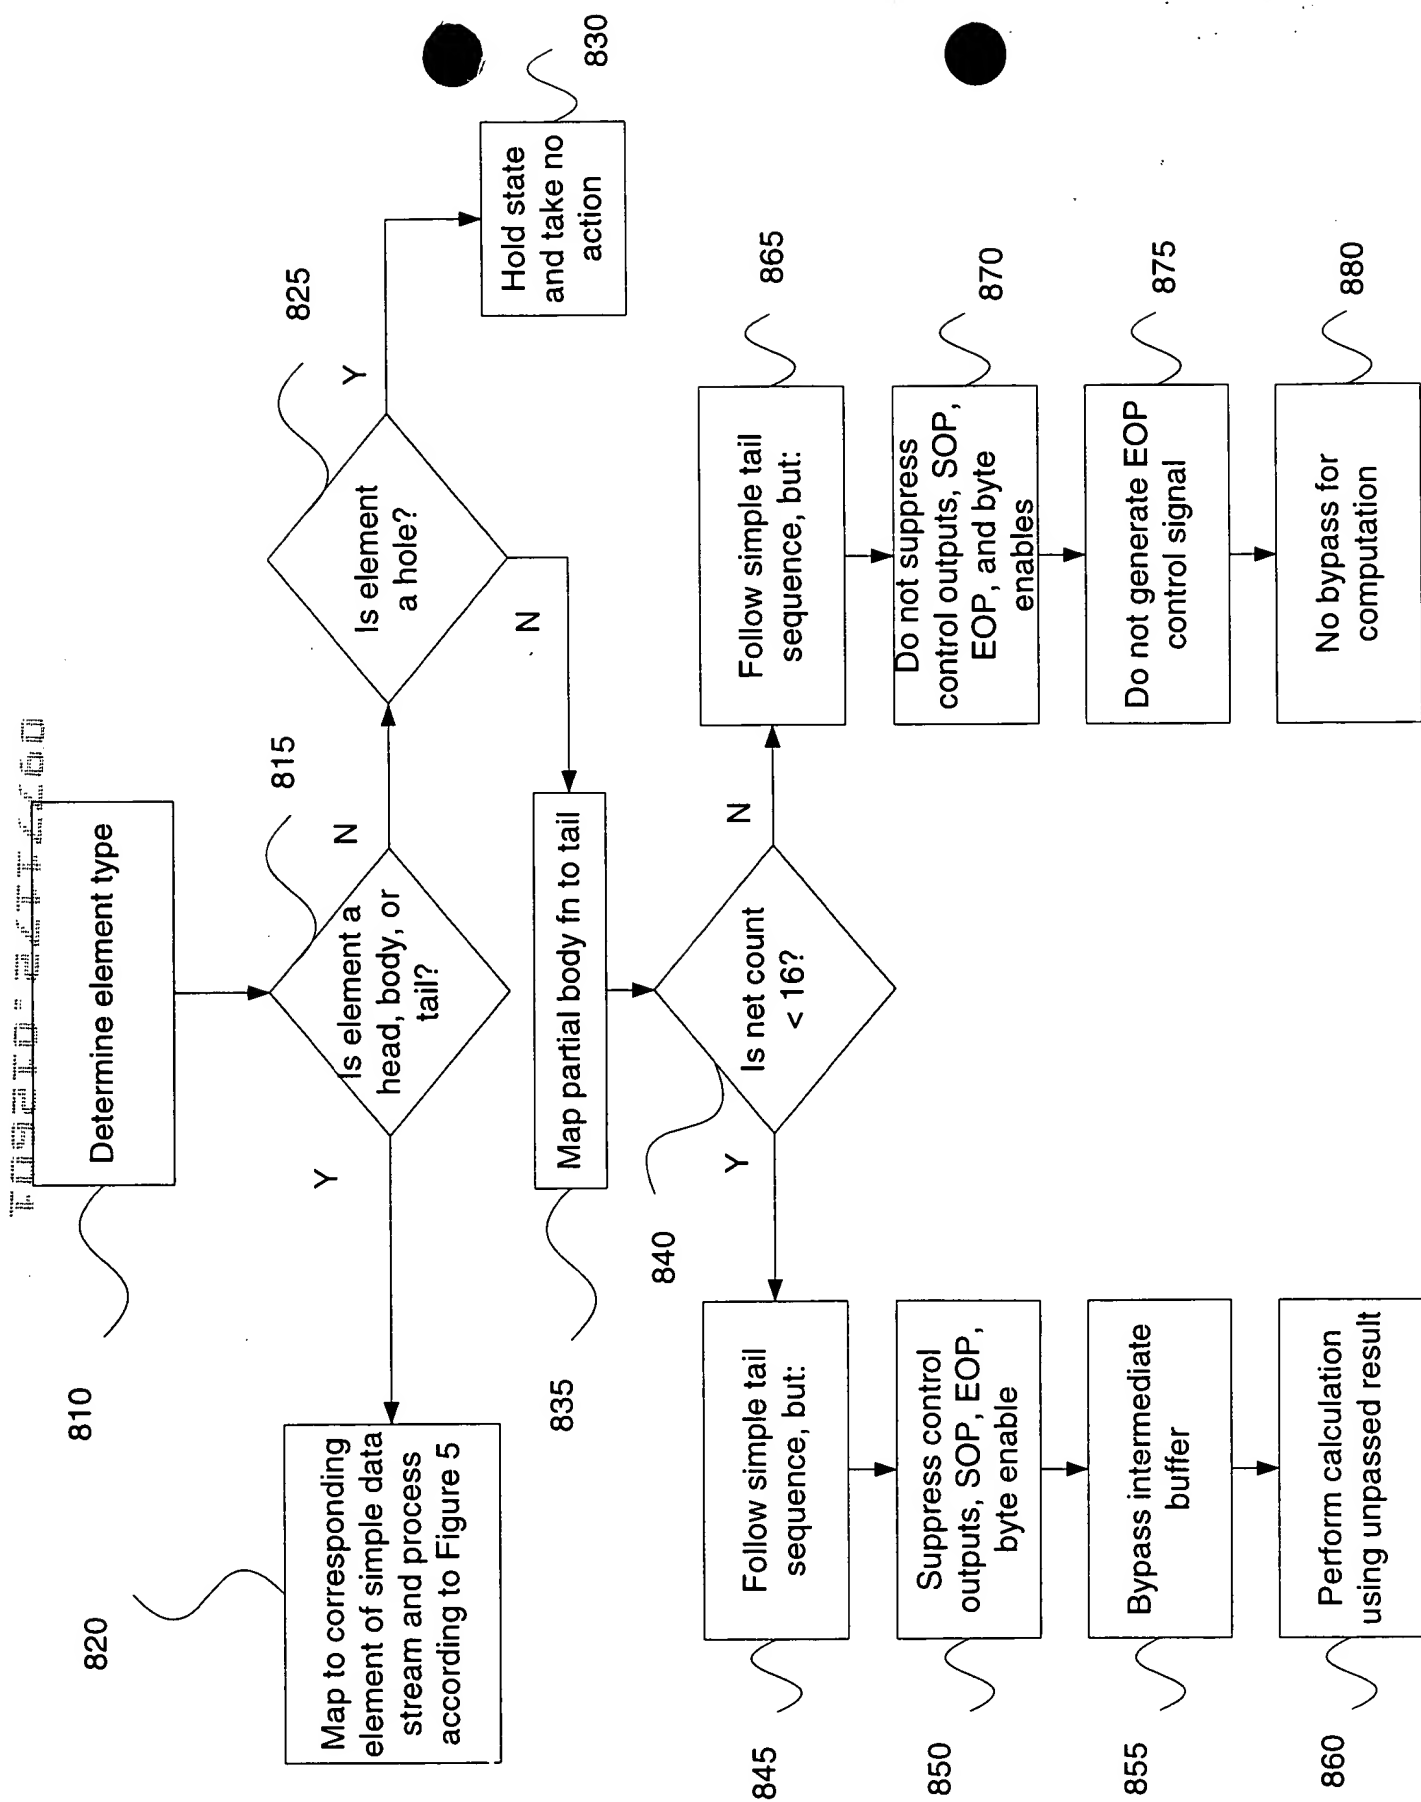 810
Determine element type
815
Is element a
head, body, or
tail?
Y
N
820
Map to corresponding
element of simple data
stream and process
according to Figure 5
825
Is element
a hole?
Y
N
830
Hold state
and take no
action
835
Map partial body fn to tail
840
Is net count
< 16?
Y
N
845
Follow simple tail
sequence, but:
850
Suppress control
outputs, SOP, EOP,
byte enable
855
Bypass intermediate
buffer
860
Perform calculation
using unpassed result
865
Follow simple tail
sequence, but:
870
Do not suppress
control outputs, SOP,
EOP, and byte
enables
875
Do not generate EOP
control signal
880
No bypass for
computation